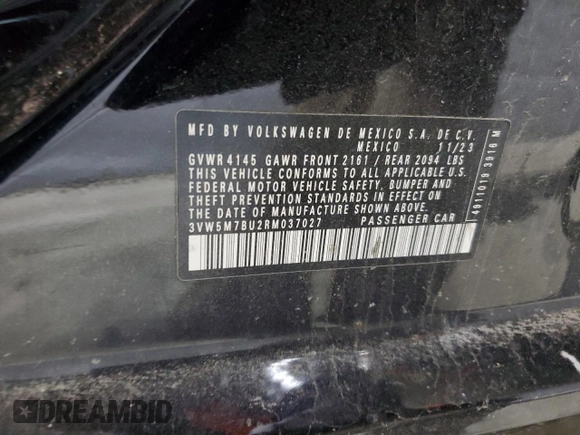 MFD BY VOLKSWAGEN DE MEXICO S.A. DE C.V.
MEXICO 11/23
GVWR 4145 GAWR FRONT 2161 / REAR 2094 LBS
THIS VEHICLE CONFORMS TO ALL APPLICABLE U.S.
FEDERAL MOTOR VEHICLE SAFETY, BUMPER AND
THEFT PREVENTION STANDARDS IN EFFECT ON
THE DATE OF MANUFACTURE SHOWN ABOVE.
3VW5M7BU2RM037027 PASSENGER CAR
4911019 3916 M
DREAMBID